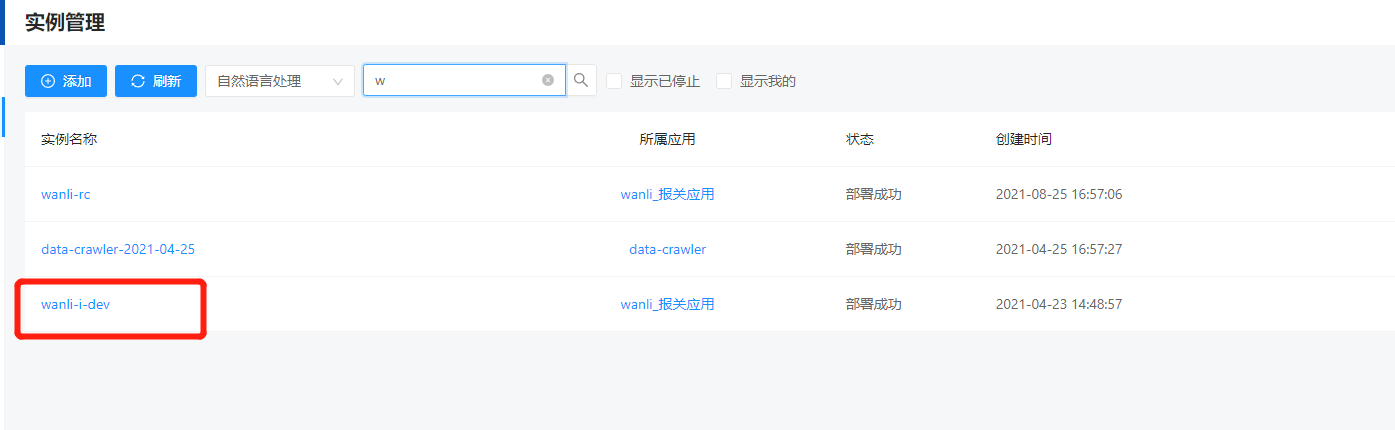 实例管理
添加 刷新 自然语言处理 w 显示已停止 显示我的
实例名称 所属应用 状态 创建时间
wanli-rc wanli_报关应用 部署成功 2021-08-25 16:57:06
data-crawler-2021-04-25 data-crawler 部署成功 2021-04-25 16:57:27
wanli-i-dev wanli_报关应用 部署成功 2021-04-23 14:48:57